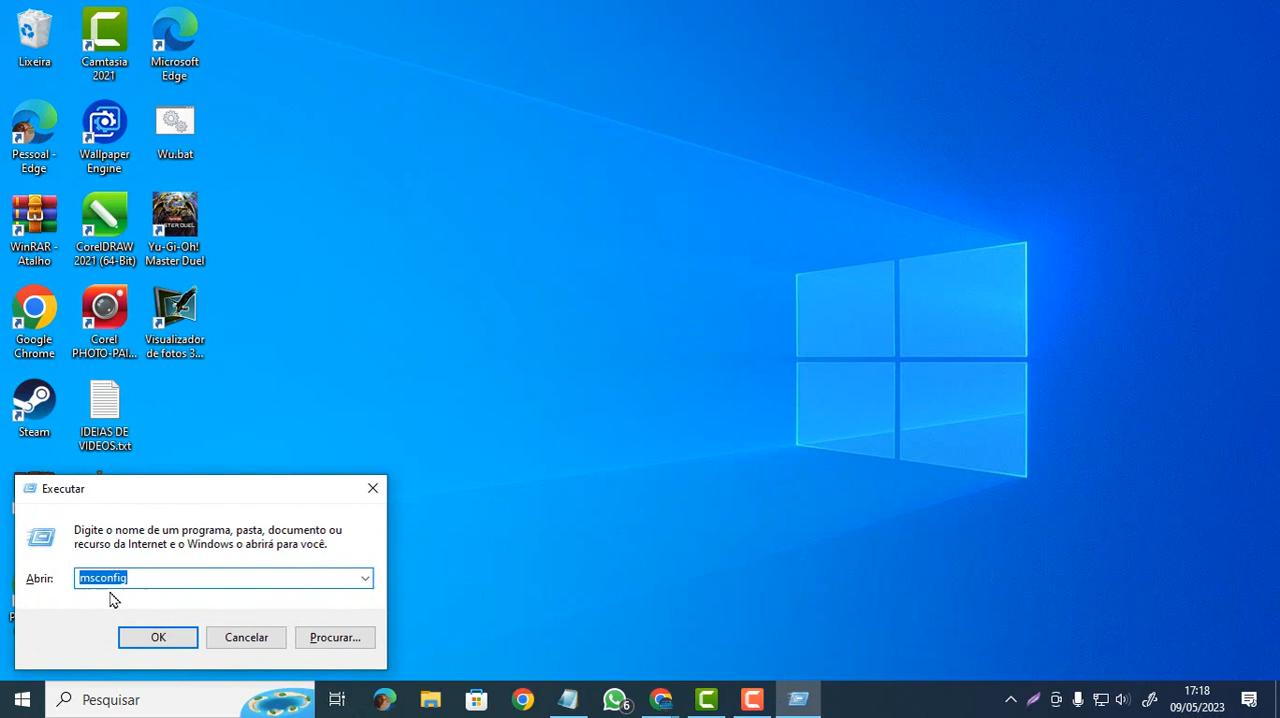 Lixeira
Camtasia
2021
Microsoft
Edge
Pessoal -
Edge
Wallpaper
Engine
Wu.bat
WinRAR -
Atalho
CorelDRAW
2021 (64-Bit)
Yu-Gi-Oh!
Master Duel
Google
Chrome
Corel
PHOTO-PAI...
Visualizador
de fotos 3...
Steam
IDEIAS DE
VIDEOS.txt
Executar
Digite o nome de um programa, pasta, documento ou
recurso da Internet e o Windows o abrirá para você.
Abrir:
msconfig
OK
Cancelar
Procurar...
Pesquisar
6
17:18
09/05/2023